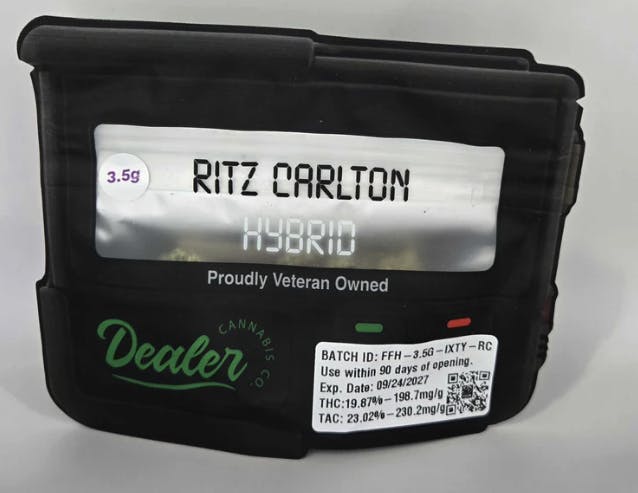 3.5g
RITZ CARLTON
HYBRID
Proudly Veteran Owned
Dealer
CANNABIS CO.
BATCH ID: FFH-3.5G-IXTY-RC
Use within 90 days of opening.
Exp. Date: 09/24/2027
THC:19.87%-198.7mg/g
TAC: 23.02%-230.2mg/g